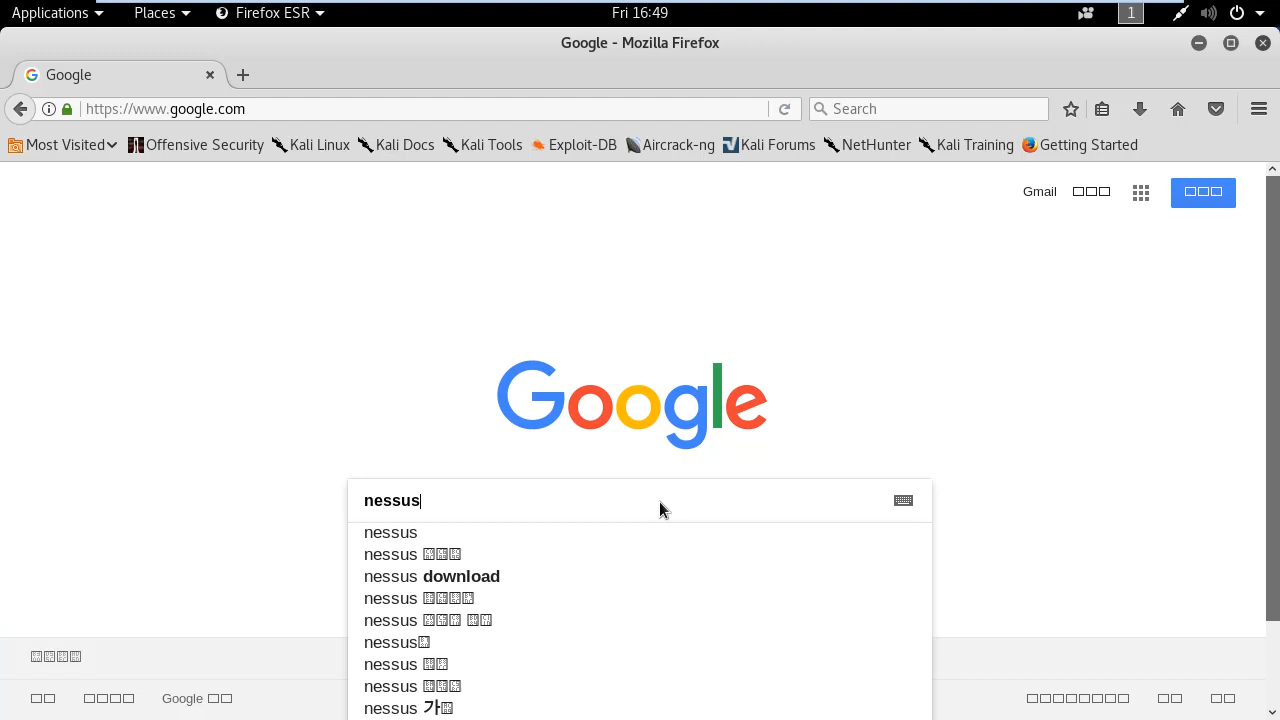 Applications Places Firefox ESR Fri 16:49 1
Google - Mozilla Firefox
Google
https://www.google.com Search
Most Visited Offensive Security Kali Linux Kali Docs Kali Tools Exploit-DB Aircrack-ng Kali Forums NetHunter Kali Training Getting Started
Gmail
Google
nessus
nessus
nessus
nessus download
nessus
nessus
nessus
nessus
nessus
nessus 가
Google